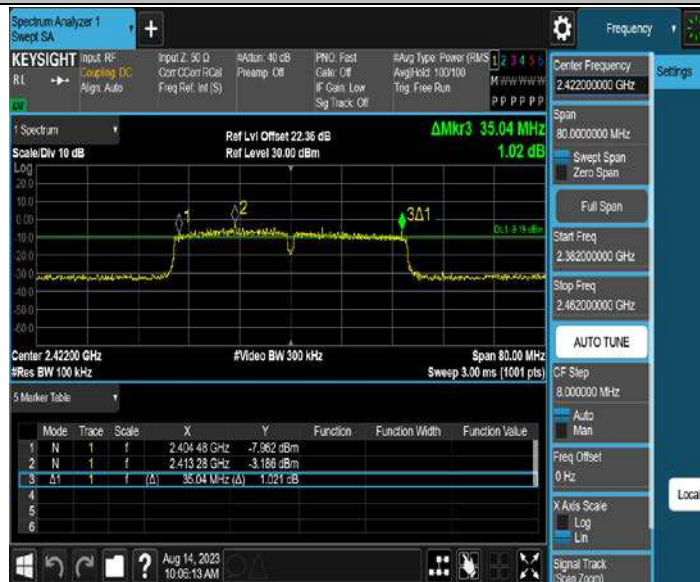 Spectrum Analyzer 1
Swept SA
+
Frequency
KEYSIGHT
Input: RF
Coupling: DC
Align: Auto
Input Z: 50 Ω
Corr CCorr RCal
Freq Ref: Int (S)
#Atten: 40 dB
Preamp: Off
PNO: Fast
Gate: Off
IF Gain: Low
Sig Track: Off
#Avg Type: Power (RMS
Avg|Hold: 100/100
Trig: Free Run
1 2 3 4 5 6
M W W W W W
P P P P P P
RL
1 Spectrum
Scale/Div 10 dB
Ref Lvl Offset 22.36 dB
Ref Level 30.00 dBm
ΔMkr3 35.04 MHz
1.02 dB
Log
20.0
10.0
0.00
-10.0
-20.0
-30.0
-40.0
-50.0
-60.0
1
2
3Δ1
Center 2.42200 GHz
#Res BW 100 kHz
#Video BW 300 kHz
Span 80.00 MHz
Sweep 3.00 ms (1001 pts)
5 Marker Table
Mode Trace Scale X Y Function Function Width Function Value
1 N 1 f 2.404 48 GHz -7.962 dBm
2 N 1 f 2.413 28 GHz -3.186 dBm
3 Δ1 1 f (Δ) 35.04 MHz (Δ) 1.021 dB
4
5
6
?
Aug 14, 2023
10:06:13 AM
Center Frequency
2.422000000 GHz
Settings
Span
80.0000000 MHz
Swept Span
Zero Span
Full Span
Start Freq
2.382000000 GHz
Stop Freq
2.462000000 GHz
AUTO TUNE
CF Step
8.000000 MHz
Auto
Man
Freq Offset
0 Hz
X Axis Scale
Log
Lin
Local
Signal Track
(Span Zoom)